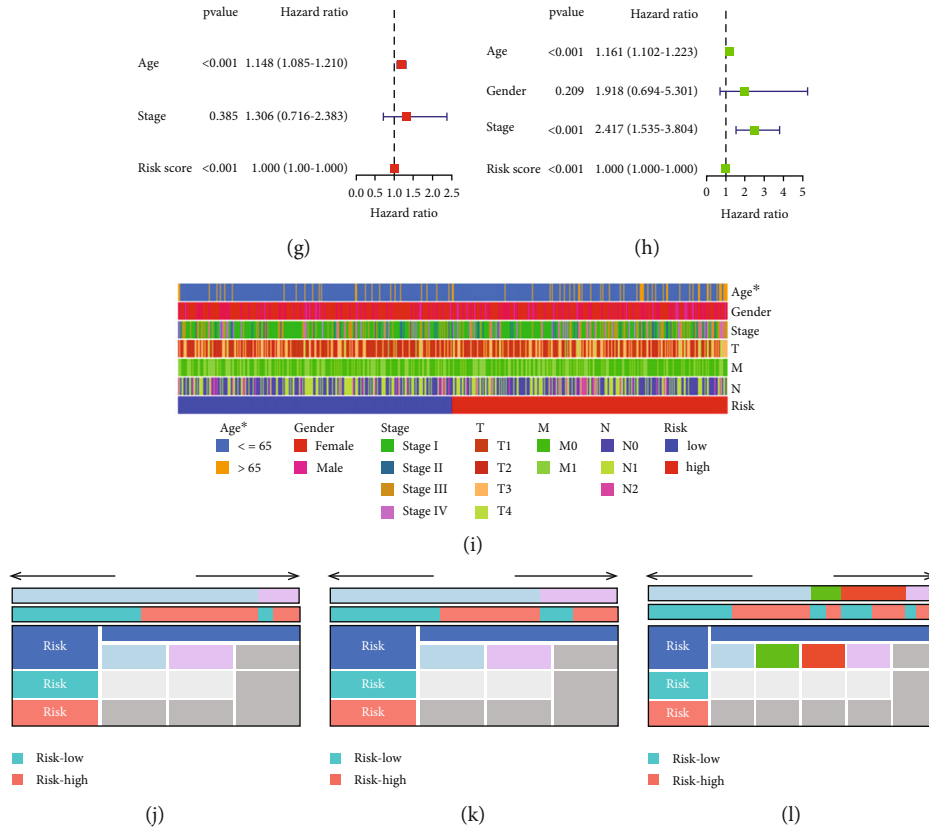 pvalue Hazard ratio
Age <0.001 1.148 (1.085-1.210)
Stage 0.385 1.306 (0.716-2.383)
Risk score <0.001 1.000 (1.00-1.000)
0.0 0.5 1.0 1.5 2.0 2.5
Hazard ratio
(g)
pvalue Hazard ratio
Age <0.001 1.161 (1.102-1.223)
Gender 0.209 1.918 (0.694-5.301)
Stage <0.001 2.417 (1.535-3.804)
Risk score <0.001 1.000 (1.000-1.000)
0 1 2 3 4 5
Hazard ratio
(h)
Age*
Gender
Stage
T
M
N
Risk
Age* Gender Stage T M N Risk
< = 65 Female Stage I T1 M0 N0 low
> 65 Male Stage II T2 M1 N1 high
Stage III T3 N2
Stage IV T4
(i)
Risk
Risk
Risk
Risk-low
Risk-high
(j)
Risk
Risk
Risk
Risk-low
Risk-high
(k)
Risk
Risk
Risk
Risk-low
Risk-high
(l)